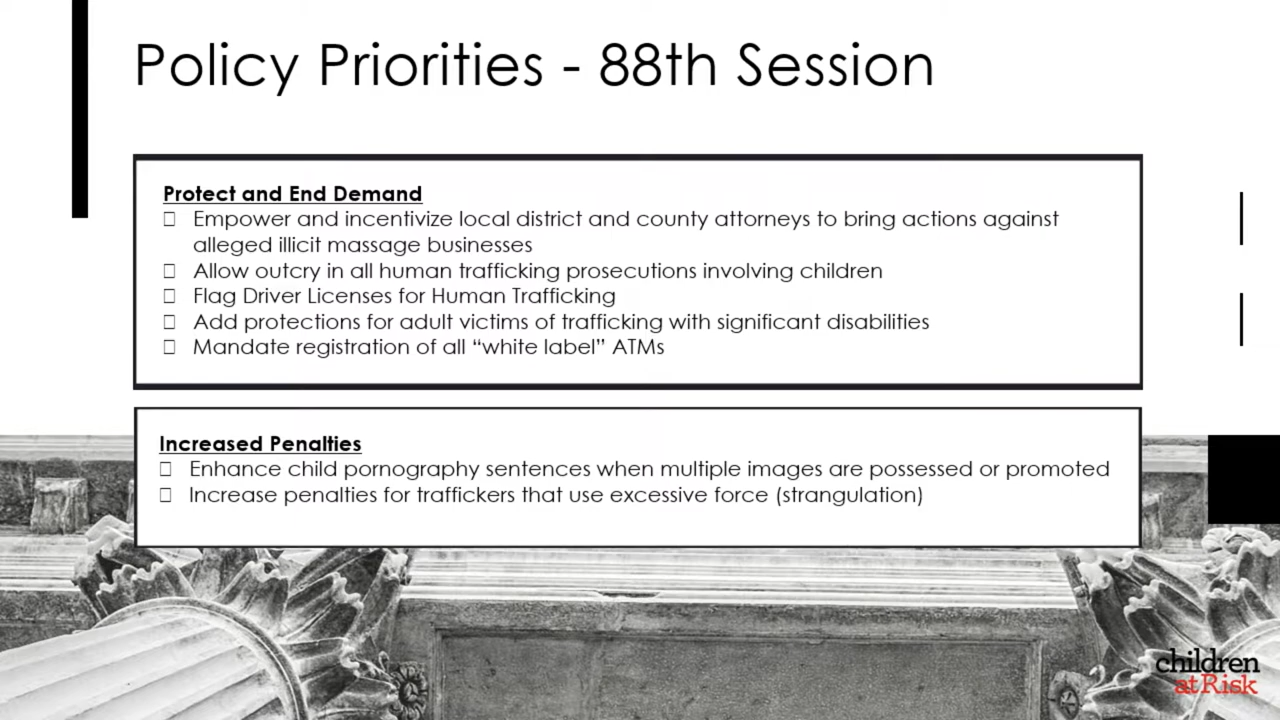 Policy Priorities - 88th Session
Protect and End Demand
□ Empower and incentivize local district and county attorneys to bring actions against
alleged illicit massage businesses
□ Allow outcry in all human trafficking prosecutions involving children
□ Flag Driver Licenses for Human Trafficking
□ Add protections for adult victims of trafficking with significant disabilities
□ Mandate registration of all “white label” ATMs
Increased Penalties
□ Enhance child pornography sentences when multiple images are possessed or promoted
□ Increase penalties for traffickers that use excessive force (strangulation)
children
at Risk